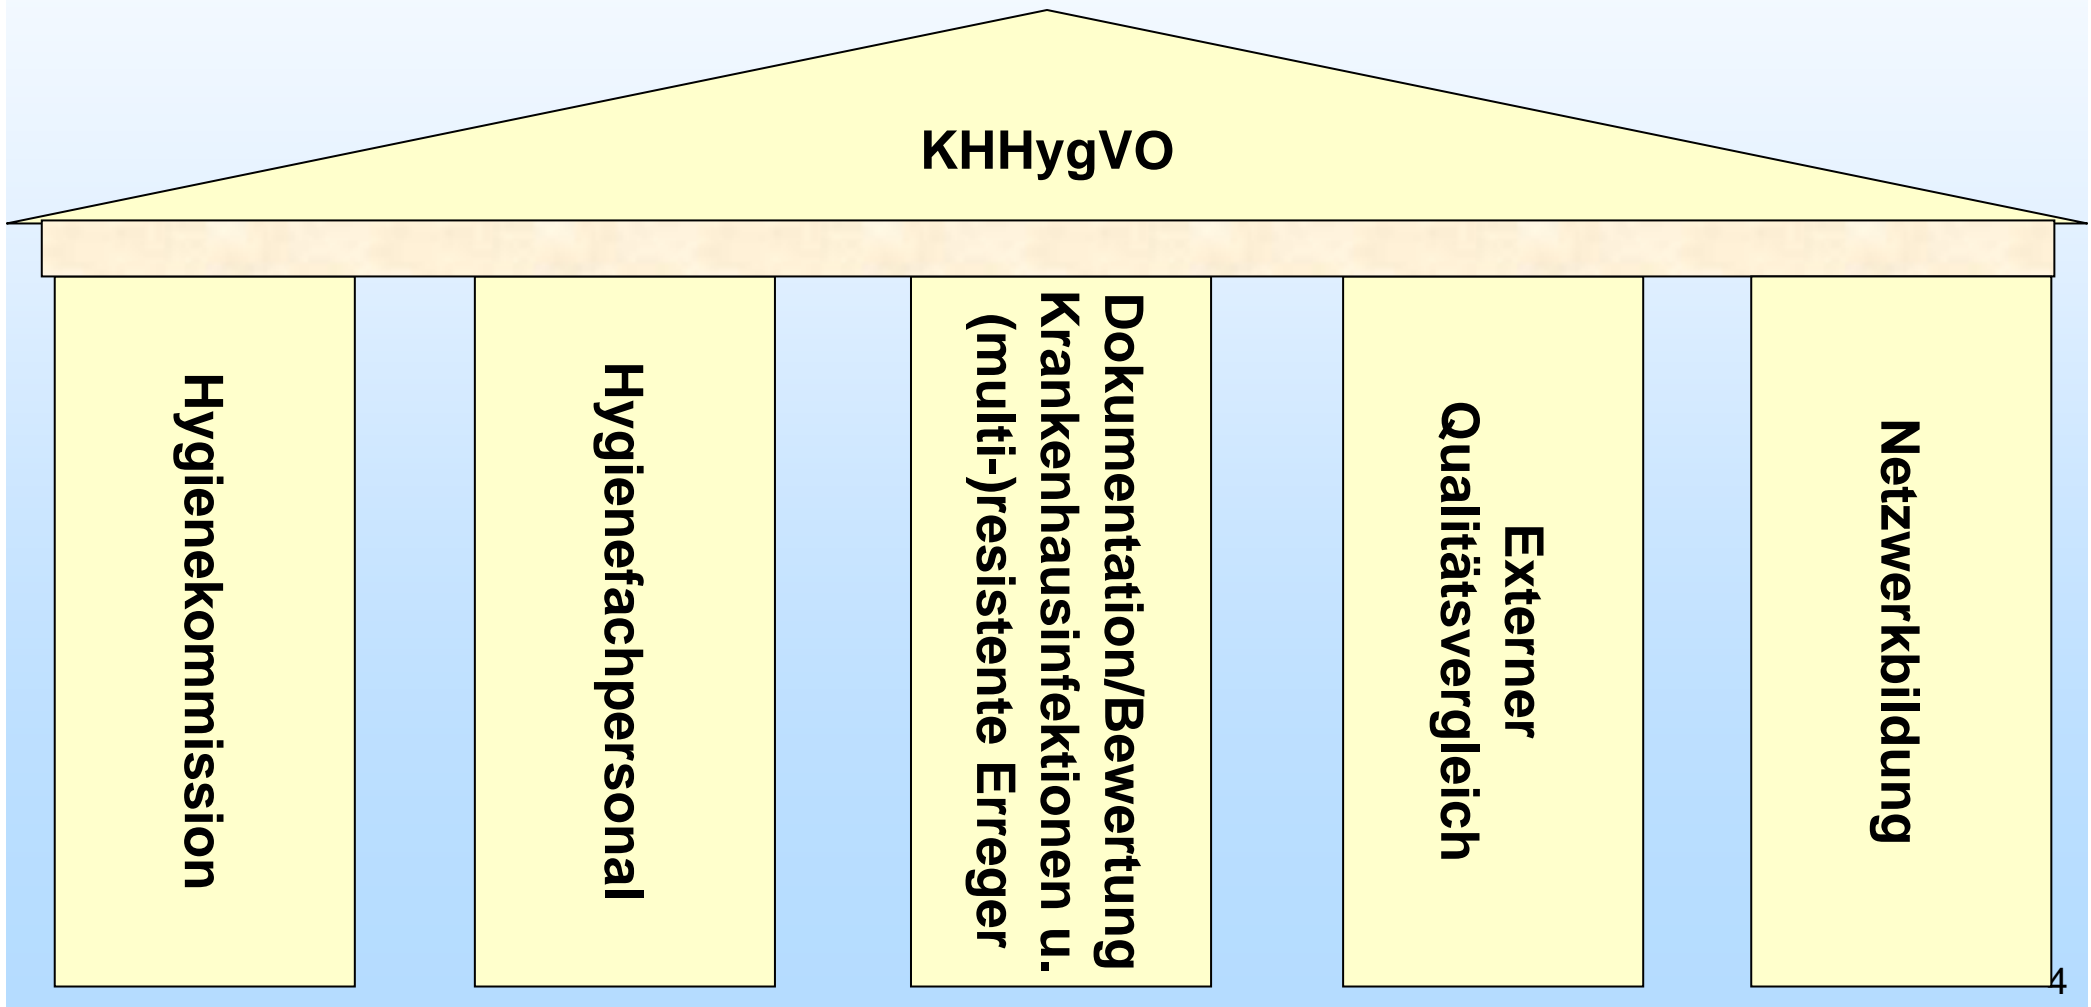 KHHygVO
Hygienekommission
Hygienefachpersonal
Dokumentation/Bewertung
Krankenhausinfektionen u.
(multi-)resistente Erreger
Externer
Qualitätsvergleich
Netzwerkbildung
4